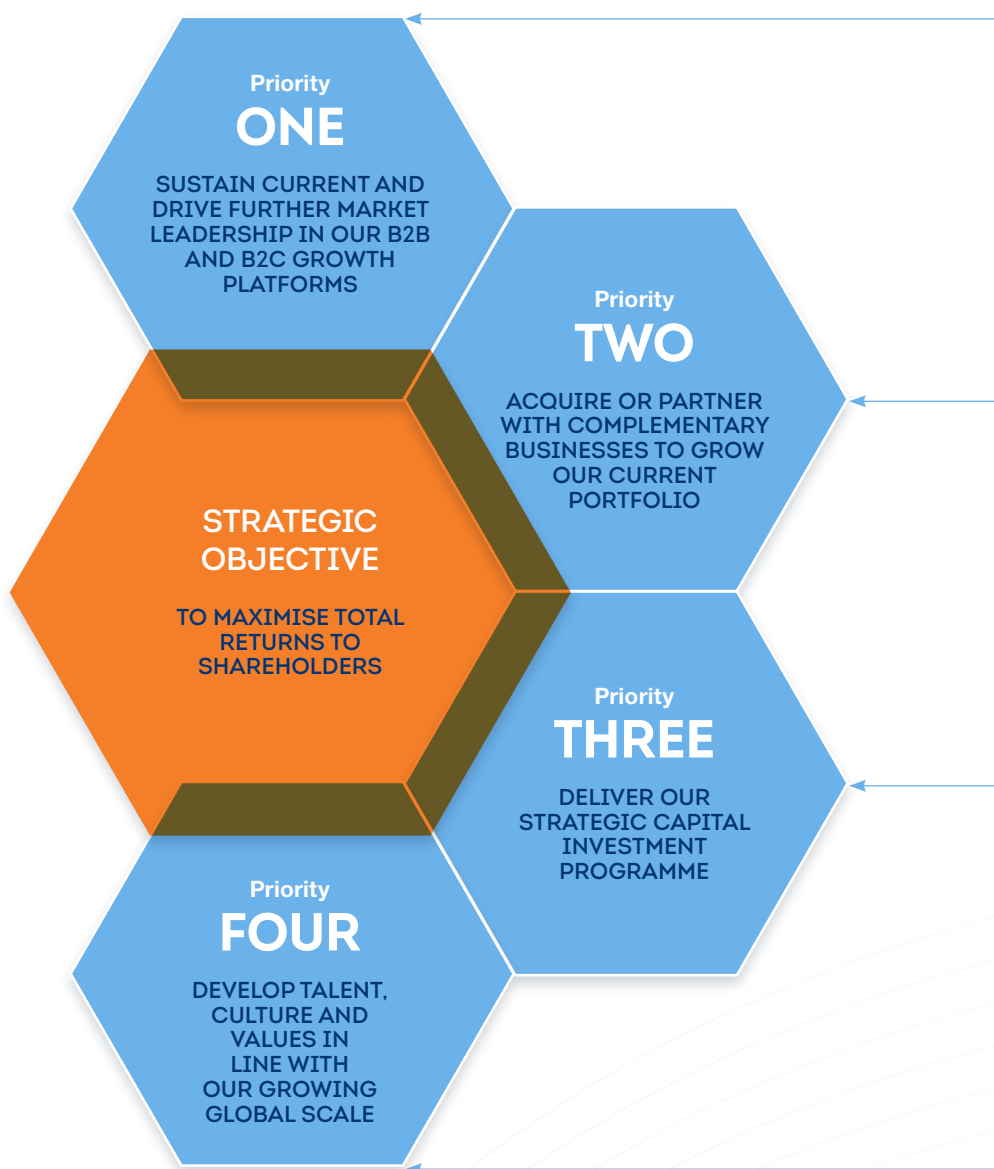 Priority
ONE
SUSTAIN CURRENT AND
DRIVE FURTHER MARKET
LEADERSHIP IN OUR B2B
AND B2C GROWTH
PLATFORMS
Priority
TWO
ACQUIRE OR PARTNER
WITH COMPLEMENTARY
BUSINESSES TO GROW
OUR CURRENT
PORTFOLIO
STRATEGIC
OBJECTIVE
TO MAXIMISE TOTAL
RETURNS TO
SHAREHOLDERS
Priority
THREE
DELIVER OUR
STRATEGIC CAPITAL
INVESTMENT
PROGRAMME
Priority
FOUR
DEVELOP TALENT,
CULTURE AND
VALUES IN
LINE WITH
OUR GROWING
GLOBAL SCALE